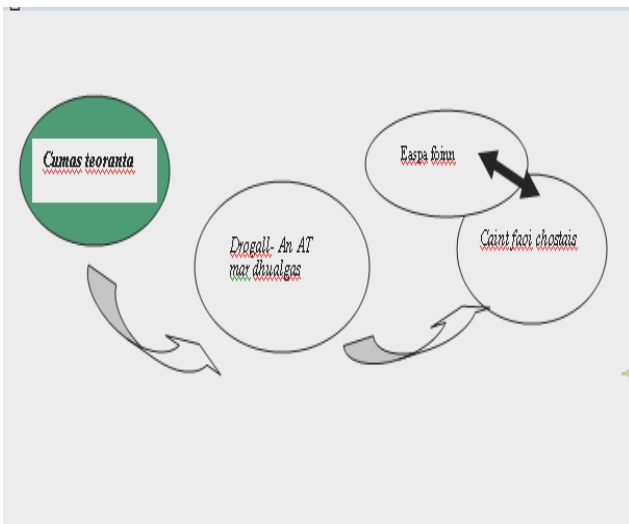 Cumas teoranta
Drogall- An AT
mar dhualgas
Easpa foinn
Caint faoi chostais